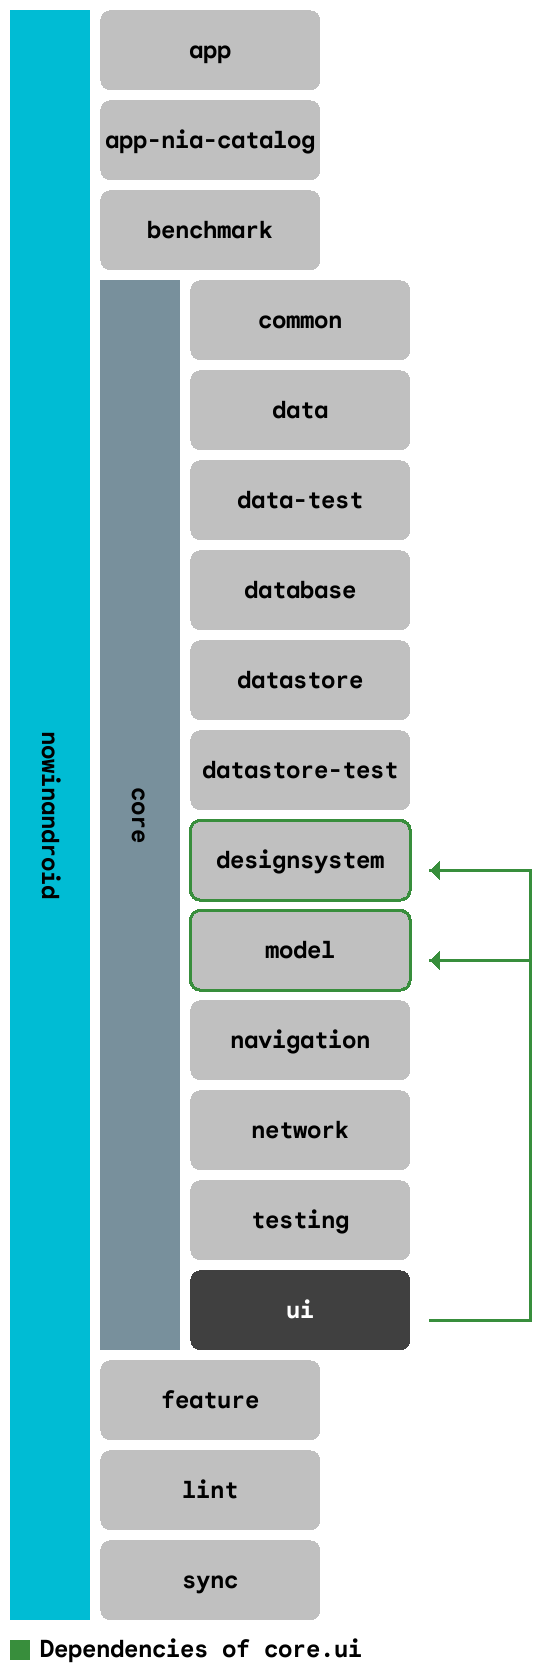 nowinandroid
app
app-nia-catalog
benchmark
core
common
data
data-test
database
datastore
datastore-test
designsystem
model
navigation
network
testing
ui
feature
lint
sync
Dependencies of core.ui